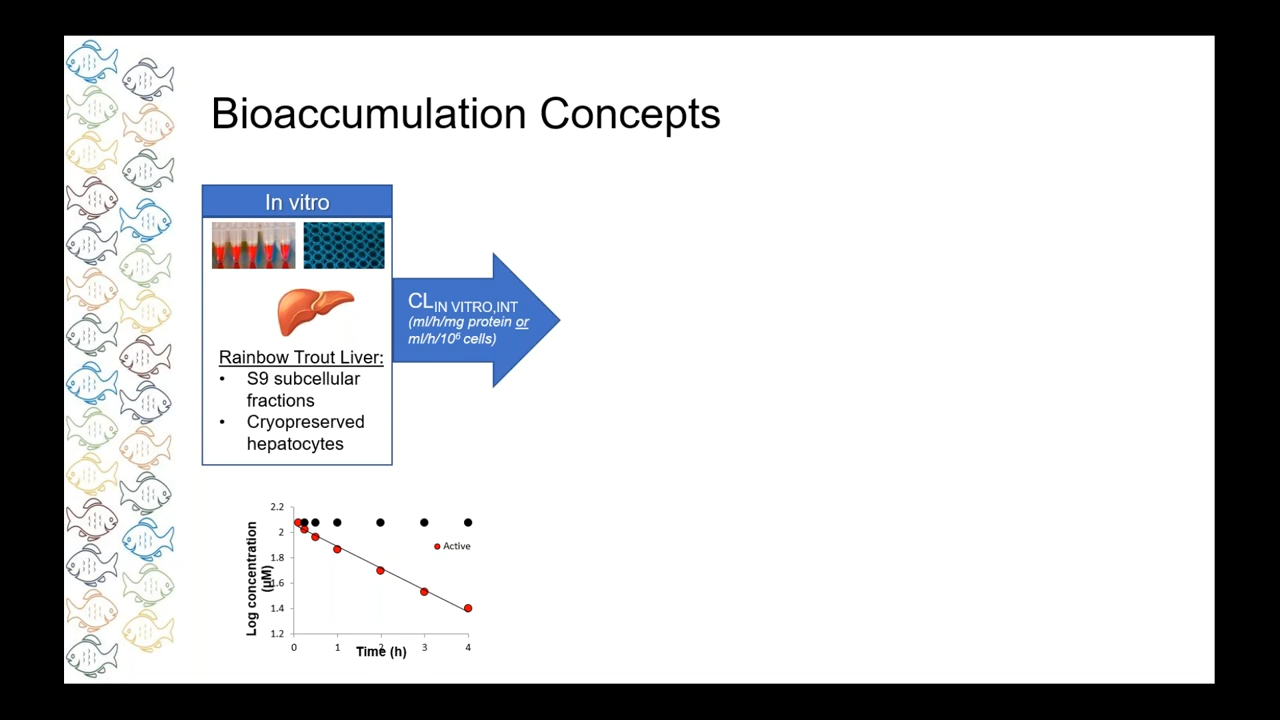 Bioaccumulation Concepts
In vitro
Rainbow Trout Liver:
• S9 subcellular
fractions
• Cryopreserved
hepatocytes
CL IN VITRO,INT
(ml/h/mg protein or
ml/h/10⁶ cells)
Log concentration
(µM)
2.2
2
1.8
1.6
1.4
1.2
Active
0 1 2 3 4
Time (h)